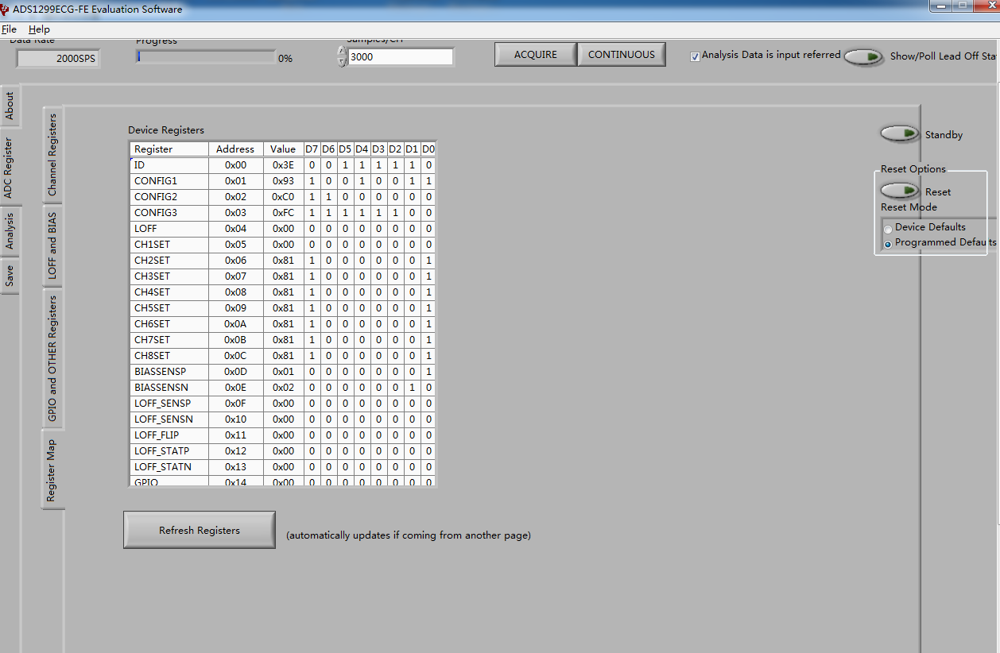 ADS1299ECG-FE Evaluation Software
File Help
Data Rate Progress Samples/CH
2000SPS 0% 3000 ACQUIRE CONTINUOUS Analysis Data is input referred Show/Poll Lead Off Sta
About
ADC Register
Analysis
Save
Channel Registers
LOFF and BIAS
GPIO and OTHER Registers
Register Map
Device Registers
Register Address Value D7 D6 D5 D4 D3 D2 D1 D0
ID 0x00 0x3E 0 0 1 1 1 1 1 0
CONFIG1 0x01 0x93 1 0 0 1 0 0 1 1
CONFIG2 0x02 0xC0 1 1 0 0 0 0 0 0
CONFIG3 0x03 0xFC 1 1 1 1 1 1 0 0
LOFF 0x04 0x00 0 0 0 0 0 0 0 0
CH1SET 0x05 0x00 0 0 0 0 0 0 0 0
CH2SET 0x06 0x81 1 0 0 0 0 0 0 1
CH3SET 0x07 0x81 1 0 0 0 0 0 0 1
CH4SET 0x08 0x81 1 0 0 0 0 0 0 1
CH5SET 0x09 0x81 1 0 0 0 0 0 0 1
CH6SET 0x0A 0x81 1 0 0 0 0 0 0 1
CH7SET 0x0B 0x81 1 0 0 0 0 0 0 1
CH8SET 0x0C 0x81 1 0 0 0 0 0 0 1
BIASSENSP 0x0D 0x01 0 0 0 0 0 0 0 1
BIASSENSN 0x0E 0x02 0 0 0 0 0 0 1 0
LOFF_SENSP 0x0F 0x00 0 0 0 0 0 0 0 0
LOFF_SENSN 0x10 0x00 0 0 0 0 0 0 0 0
LOFF_FLIP 0x11 0x00 0 0 0 0 0 0 0 0
LOFF_STATP 0x12 0x00 0 0 0 0 0 0 0 0
LOFF_STATN 0x13 0x00 0 0 0 0 0 0 0 0
GPIO 0x14 0x00 0 0 0 0 0 0 0 0
Refresh Registers (automatically updates if coming from another page)
Standby
Reset Options
Reset
Reset Mode
Device Defaults
Programmed Defaults